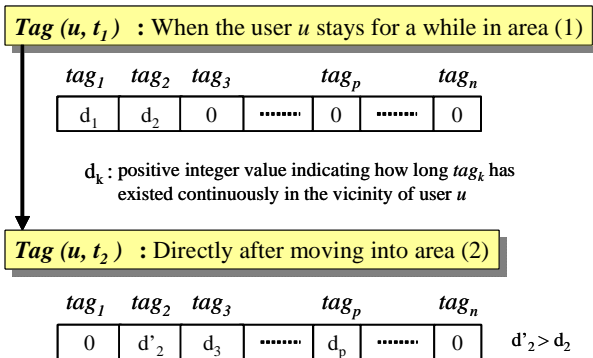 Tag (u, t1) : When the user u stays for a while in area (1)
tag1 tag2 tag3 tagp tagn
d1 d2 0 ........ 0 ........ 0
dk : positive integer value indicating how long tagk has
existed continuously in the vicinity of user u
Tag (u, t2) : Directly after moving into area (2)
tag1 tag2 tag3 tagp tagn
0 d'2 d3 ........ dp ........ 0 d'2 > d2